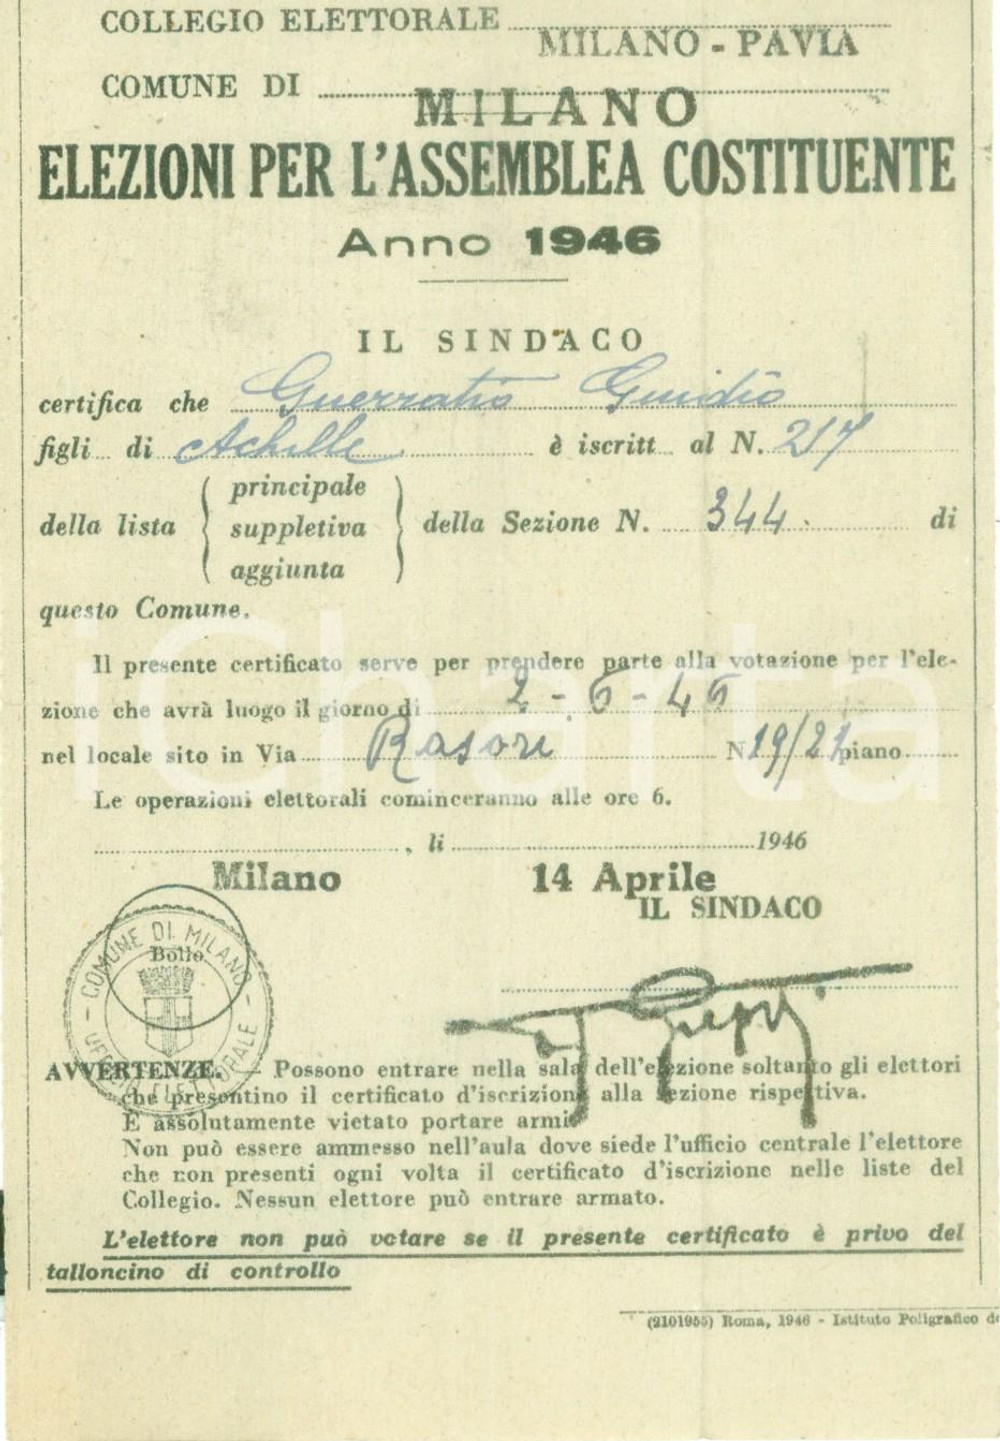 COLLEGIO ELETTORALE MILANO - PAVIA
COMUNE DI MILANO
ELEZIONI PER L'ASSEMBLEA COSTITUENTE
Anno 1946
IL SINDACO
certifica che Guerratio Guidio
figli di Achille è iscritt al N. 217
della lista { principale
suppletiva
aggiunta } della Sezione N. 344. di
questo Comune.
Il presente certificato serve per prendere parte alla votazione per l'ele-
zione che avrà luogo il giorno di 2-6-46
nel locale sito in Via Rasori N 19/21 piano
Le operazioni elettorali cominceranno alle ore 6.
Milano, li 14 Aprile 1946
IL SINDACO
COMUNE DI MILANO
UFFICIO ELETTORALE
Bollo
AVVERTENZE. - Possono entrare nella sala dell'elezione soltanto gli elettori
che presentino il certificato d'iscrizione alla sezione rispettiva.
È assolutamente vietato portare armi.
Non può essere ammesso nell'aula dove siede l'ufficio centrale l'elettore
che non presenti ogni volta il certificato d'iscrizione nelle liste del
Collegio. Nessun elettore può entrare armato.
L'elettore non può votare se il presente certificato è privo del
talloncino di controllo
(2101955) Roma, 1946 - Istituto Poligrafico de
iCharta